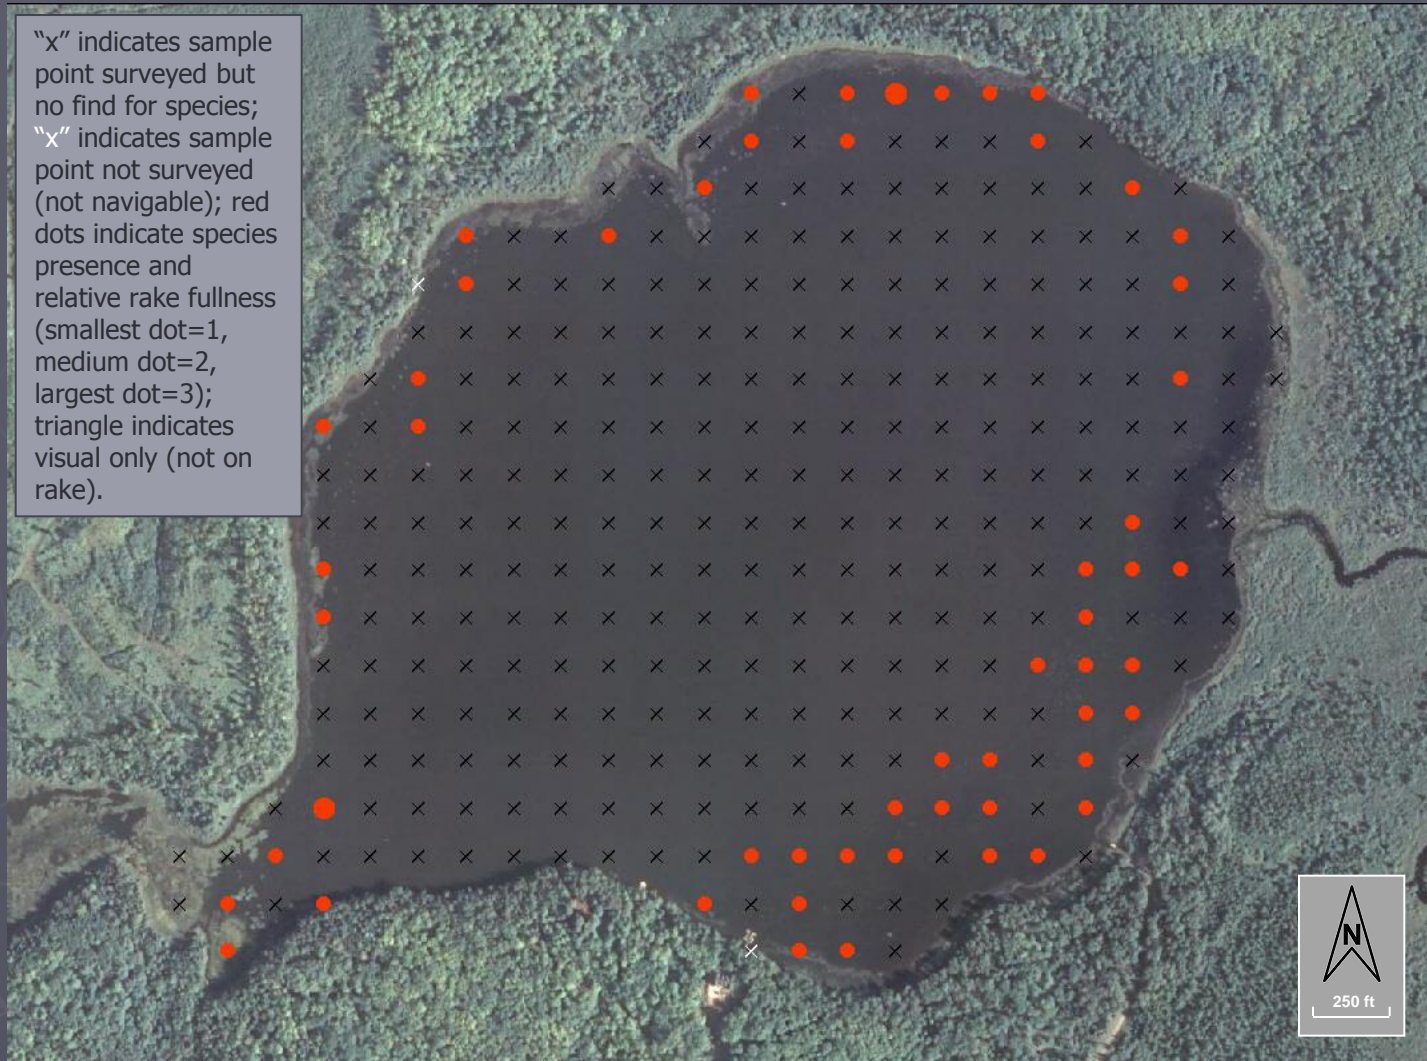 “x” indicates sample
point surveyed but
no find for species;
“x” indicates sample
point not surveyed
(not navigable); red
dots indicate species
presence and
relative rake fullness
(smallest dot=1,
medium dot=2,
largest dot=3);
triangle indicates
visual only (not on
rake).
N
250 ft